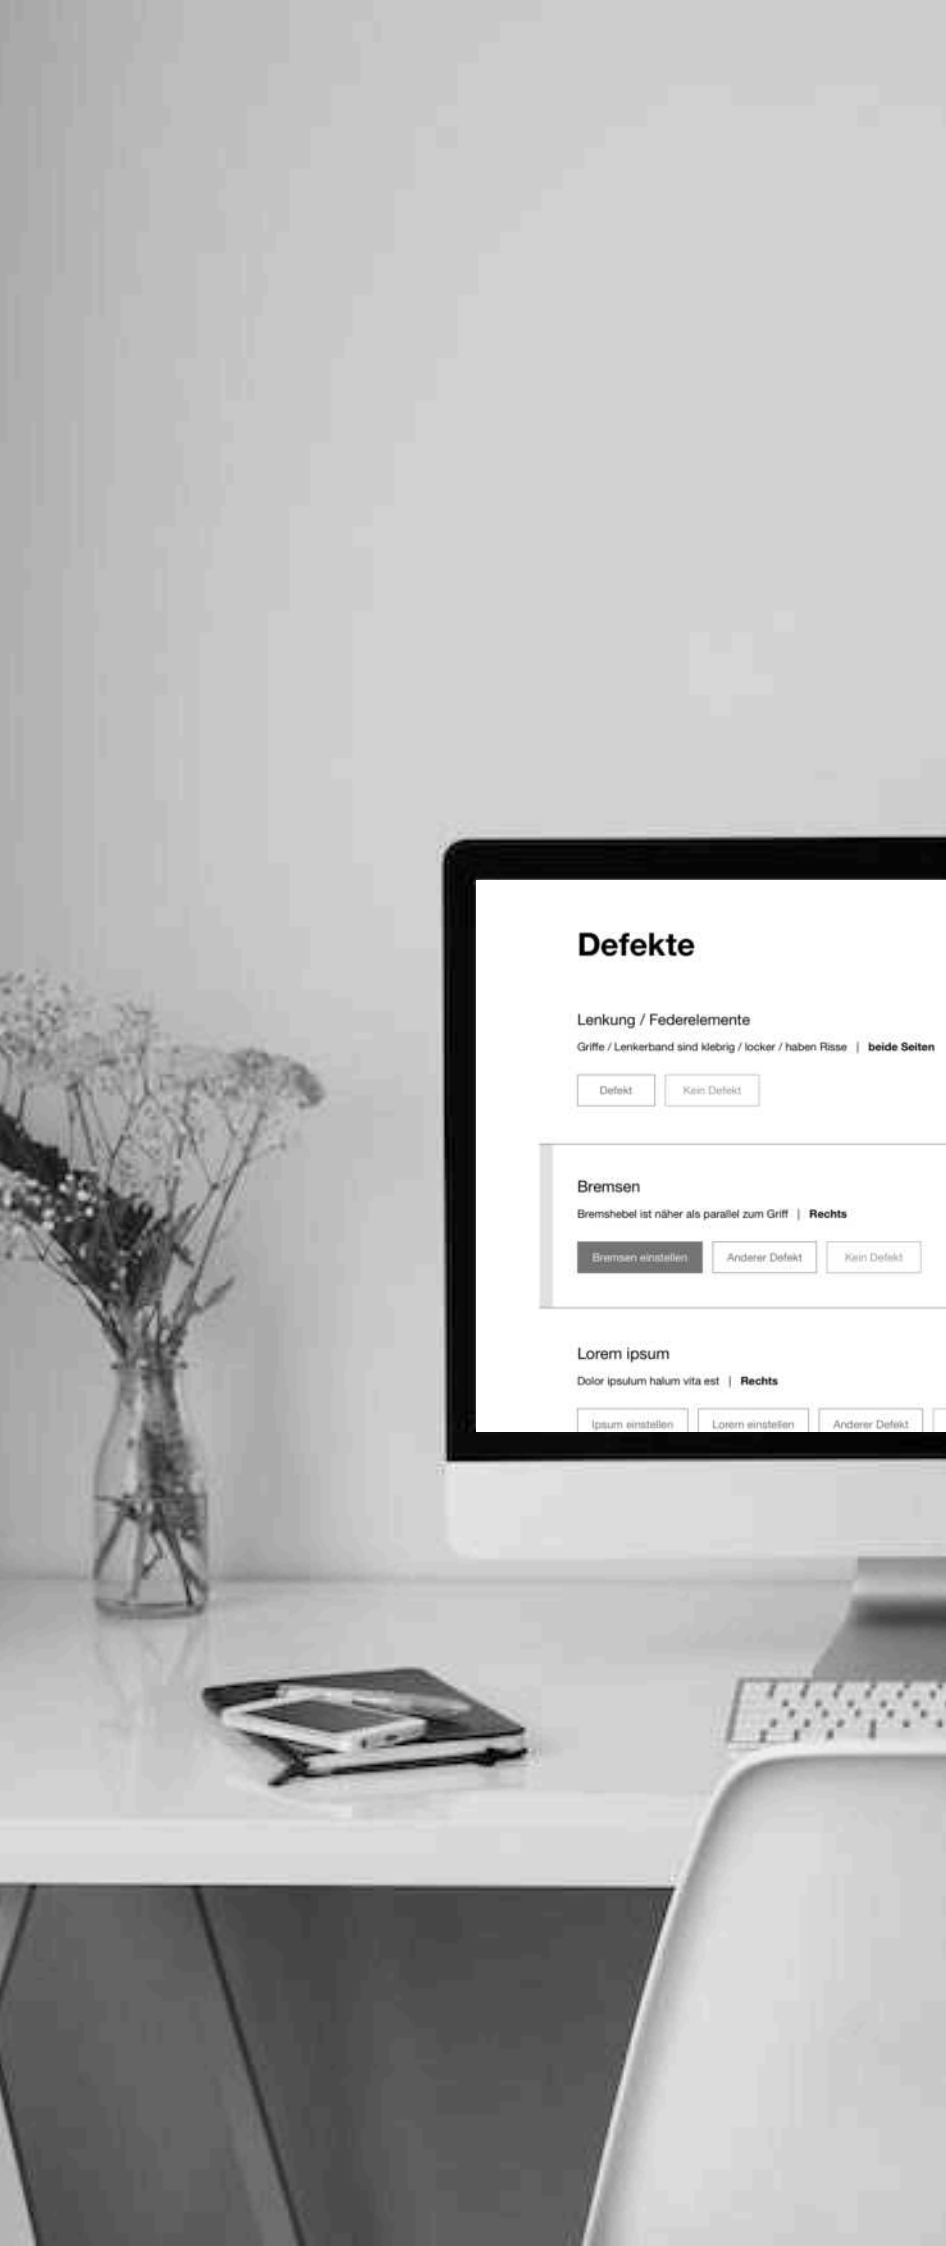 Defekte
Lenkung / Federelemente
Griffe / Lenkerband sind klebrig / locker / haben Risse | beide Seiten
Defekt Kein Defekt
Bremsen
Bremshebel ist näher als parallel zum Griff | Rechts
Bremsen einstellen Anderer Defekt Kein Defekt
Lorem ipsum
Dolor ipsulum halum vita est | Rechts
Ipsum einstellen Lorem einstellen Anderer Defekt